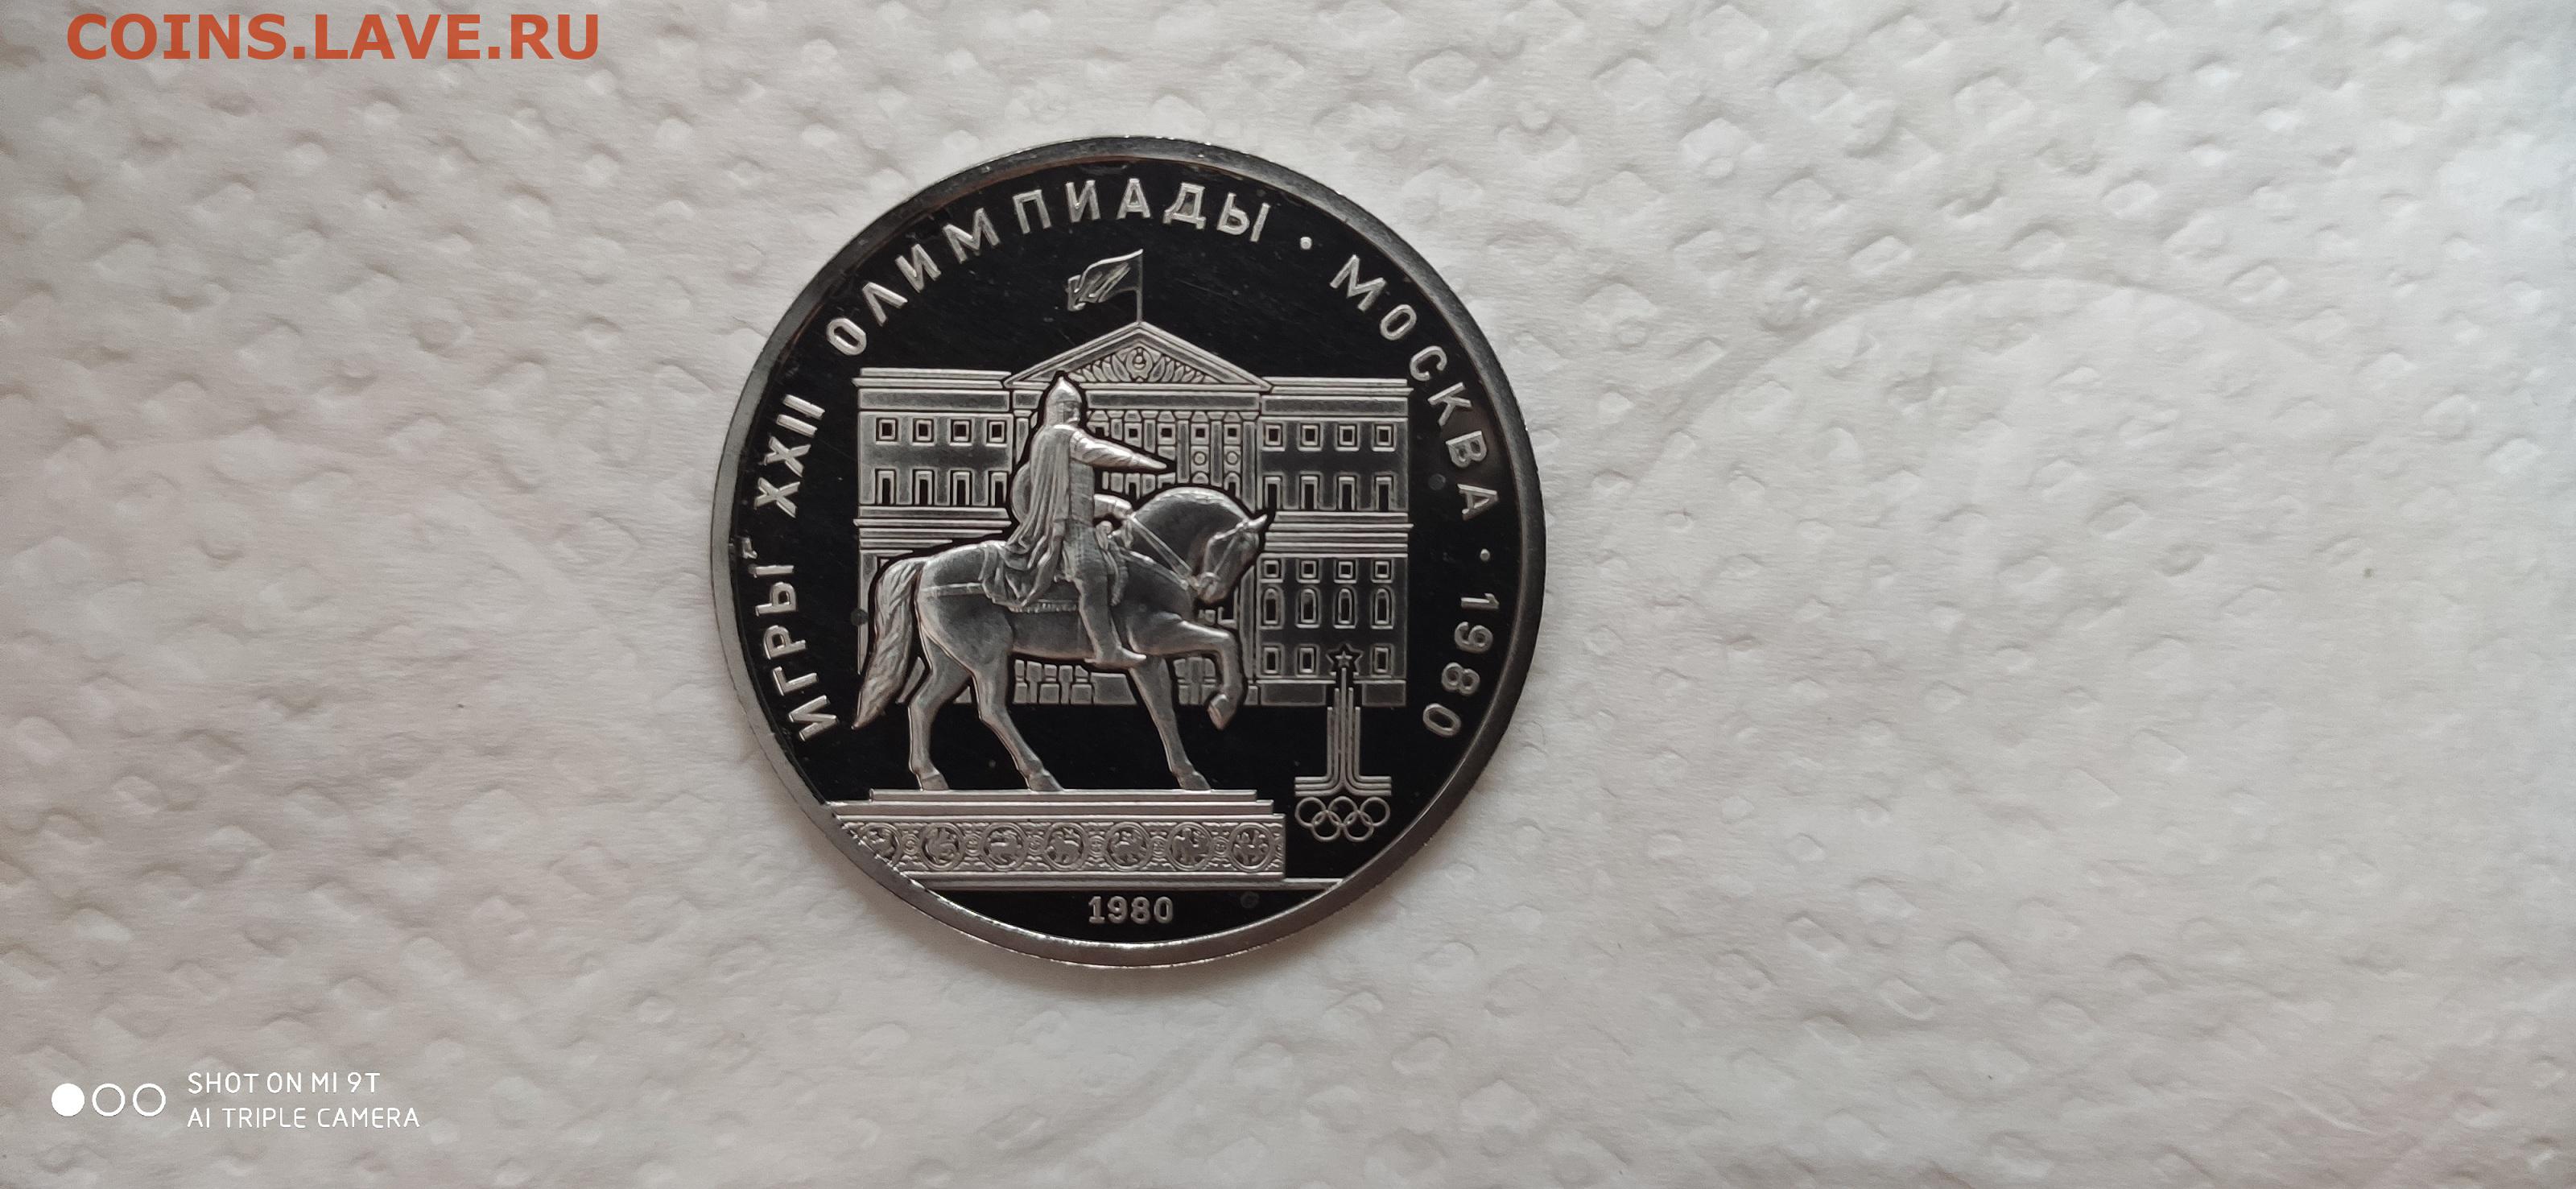 COINS.LAVE.RU
ИГРЫ XXII ОЛИМПИАДЫ · МОСКВА · 1980
1980
SHOT ON MI 9T
AI TRIPLE CAMERA